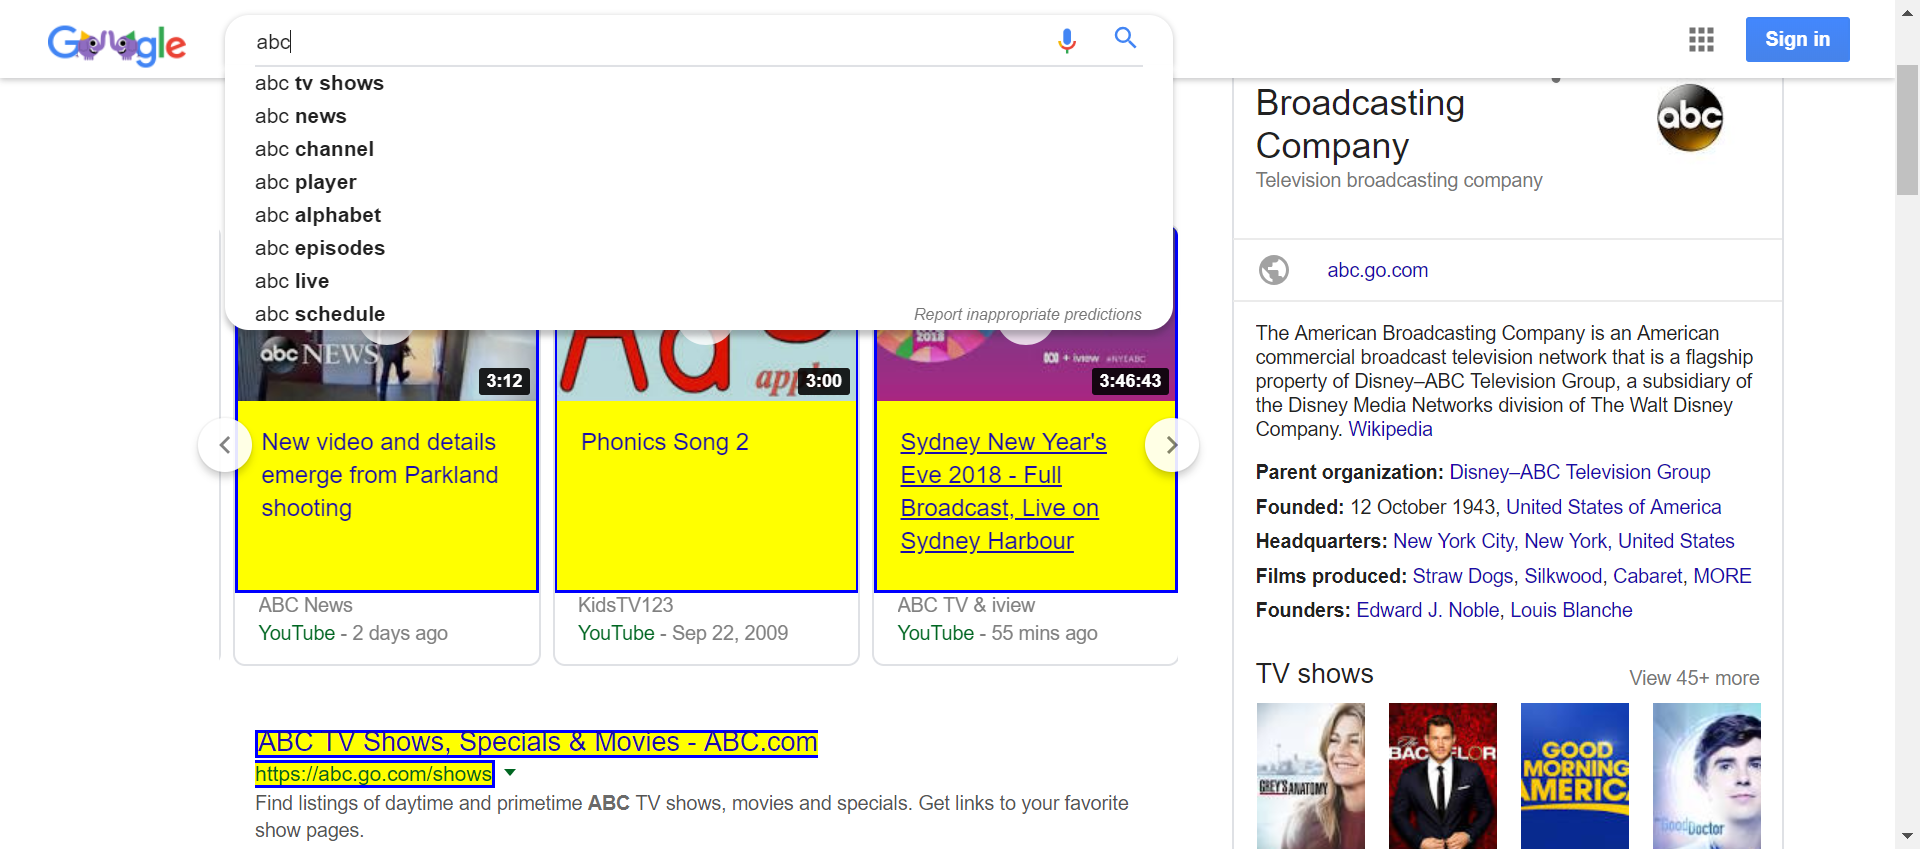 Google
abc
Sign in
abc tv shows
abc news
abc channel
abc player
abc alphabet
abc episodes
abc live
abc schedule
Report inappropriate predictions
abc NEWS
3:12
3:00
2018
+ iview #NYEABC
3:46:43
New video and details
emerge from Parkland
shooting
ABC News
YouTube - 2 days ago
Phonics Song 2
KidsTV123
YouTube - Sep 22, 2009
Sydney New Year's
Eve 2018 - Full
Broadcast, Live on
Sydney Harbour
ABC TV & iview
YouTube - 55 mins ago
ABC TV Shows, Specials & Movies - ABC.com
https://abc.go.com/shows
Find listings of daytime and primetime ABC TV shows, movies and specials. Get links to your favorite
show pages.
Broadcasting
Company
abc
Television broadcasting company
abc.go.com
The American Broadcasting Company is an American
commercial broadcast television network that is a flagship
property of Disney–ABC Television Group, a subsidiary of
the Disney Media Networks division of The Walt Disney
Company. Wikipedia
Parent organization: Disney–ABC Television Group
Founded: 12 October 1943, United States of America
Headquarters: New York City, New York, United States
Films produced: Straw Dogs, Silkwood, Cabaret, MORE
Founders: Edward J. Noble, Louis Blanche
TV shows
View 45+ more
GREY'S ANATOMY
The
BACHELOR
GOOD
MORNING
AMERICA
the Good Doctor